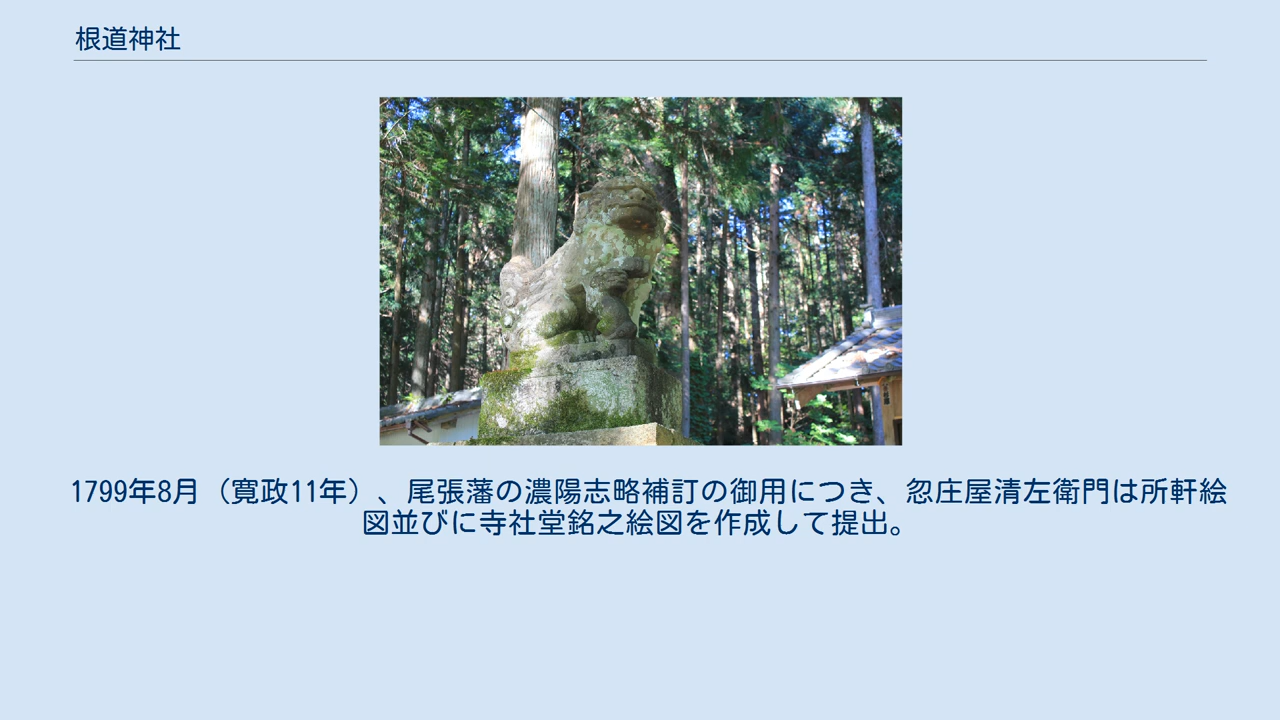 根道神社
1799年8月（寛政11年）、尾張藩の濃陽志略補訂の御用につき、忽庄屋清左衛門は所軒絵
図並びに寺社堂銘之絵図を作成して提出。